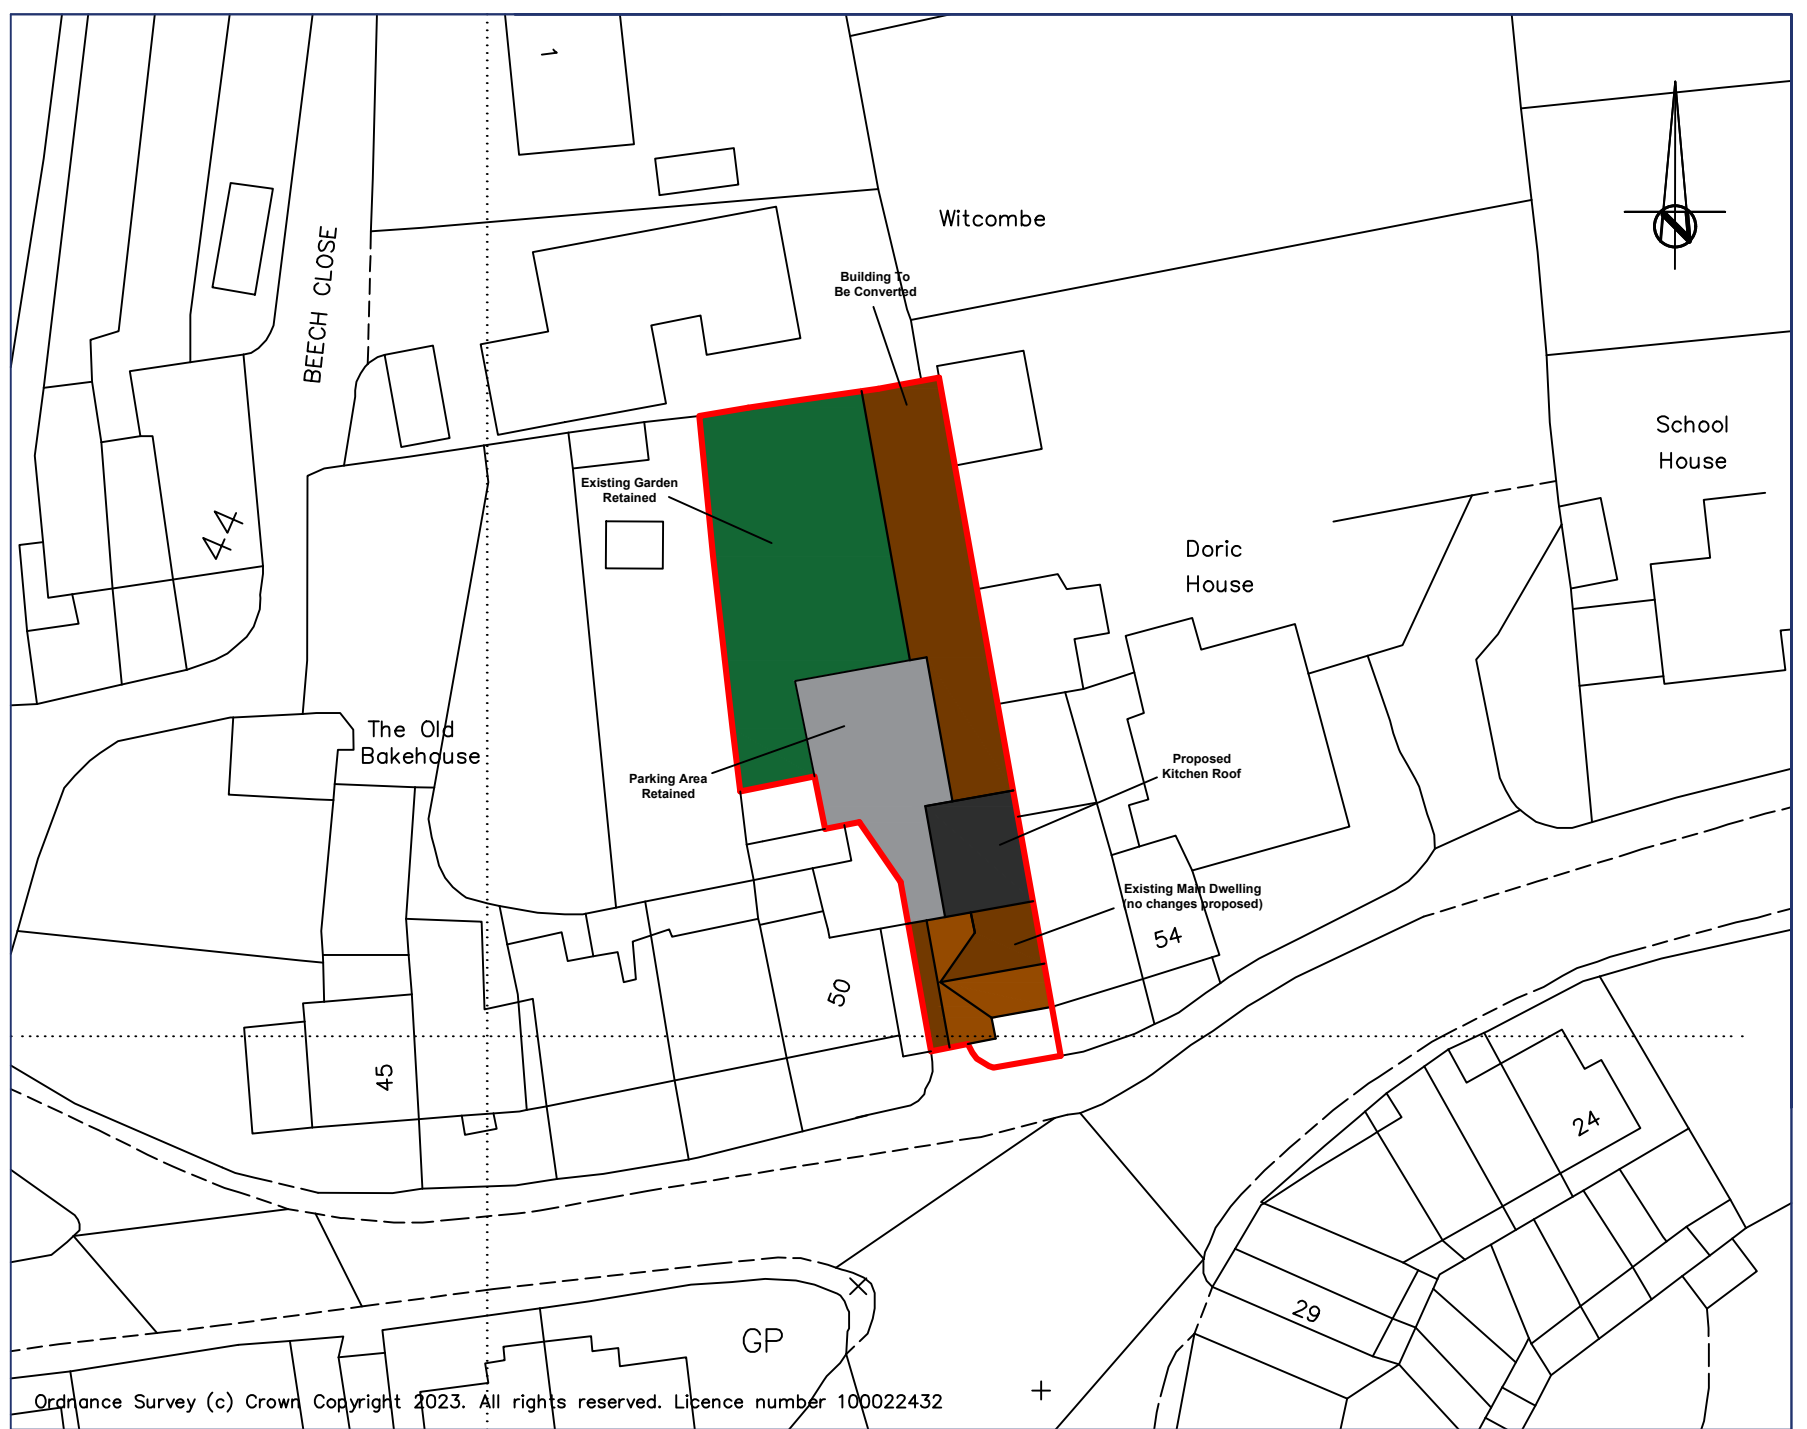 1
Witcombe
BEECH CLOSE
Building To
Be Converted
N
School
House
Existing Garden
Retained
44
Doric
House
The Old
Bakehouse
Parking Area
Retained
Proposed
Kitchen Roof
Existing Main Dwelling
(no changes proposed)
54
50
45
24
29
GP
Ordnance Survey (c) Crown Copyright 2023. All rights reserved. Licence number 100022432